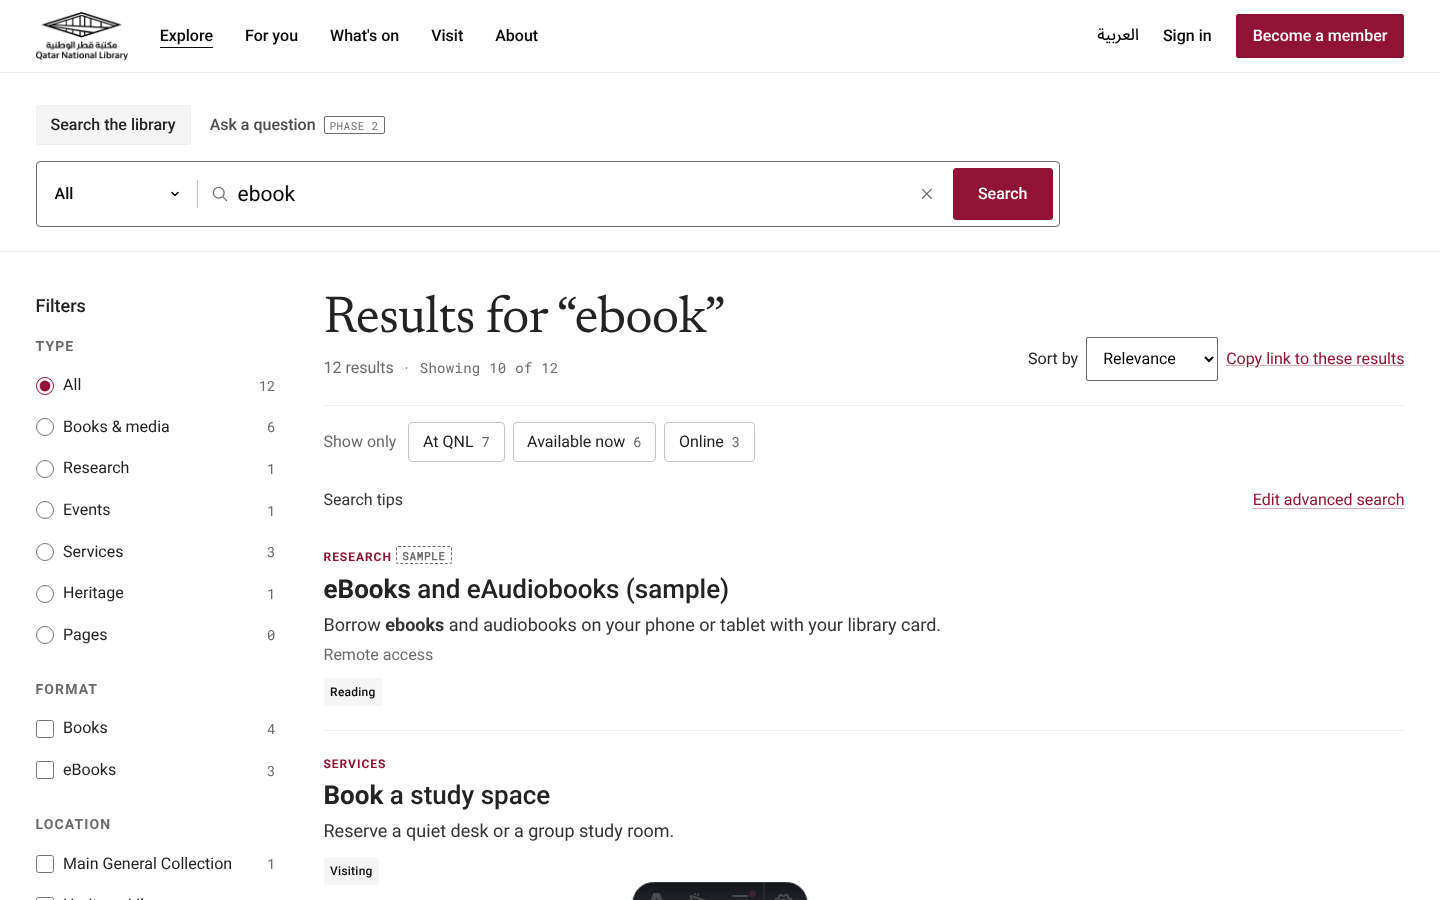 مكتبة قطر الوطنية
Qatar National Library
Explore
For you
What's on
Visit
About
العربية
Sign in
Become a member
Search the library
Ask a question PHASE 2
All
ebook
Search
Filters
TYPE
All 12
Books & media 6
Research 1
Events 1
Services 3
Heritage 1
Pages 0
FORMAT
Books 4
eBooks 3
LOCATION
Main General Collection 1
Results for “ebook”
12 results · Showing 10 of 12
Sort by Relevance Copy link to these results
Show only At QNL 7 Available now 6 Online 3
Search tips
Edit advanced search
RESEARCH SAMPLE
eBooks and eAudiobooks (sample)
Borrow ebooks and audiobooks on your phone or tablet with your library card.
Remote access
Reading
SERVICES
Book a study space
Reserve a quiet desk or a group study room.
Visiting